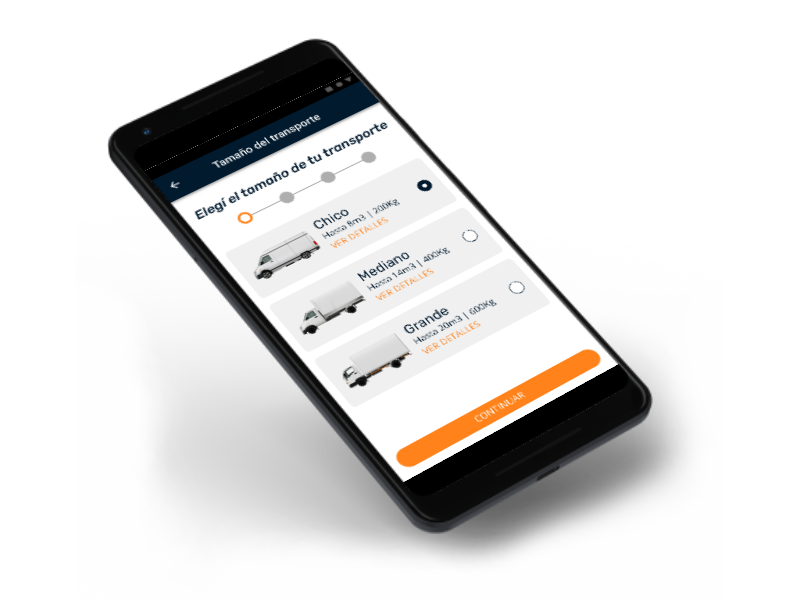 Tamaño del transporte
Elegí el tamaño de tu transporte
Chico
Hasta 8m3 | 200Kg
VER DETALLES
Mediano
Hasta 14m3 | 400Kg
VER DETALLES
Grande
Hasta 20m3 | 600Kg
VER DETALLES
CONTINUAR